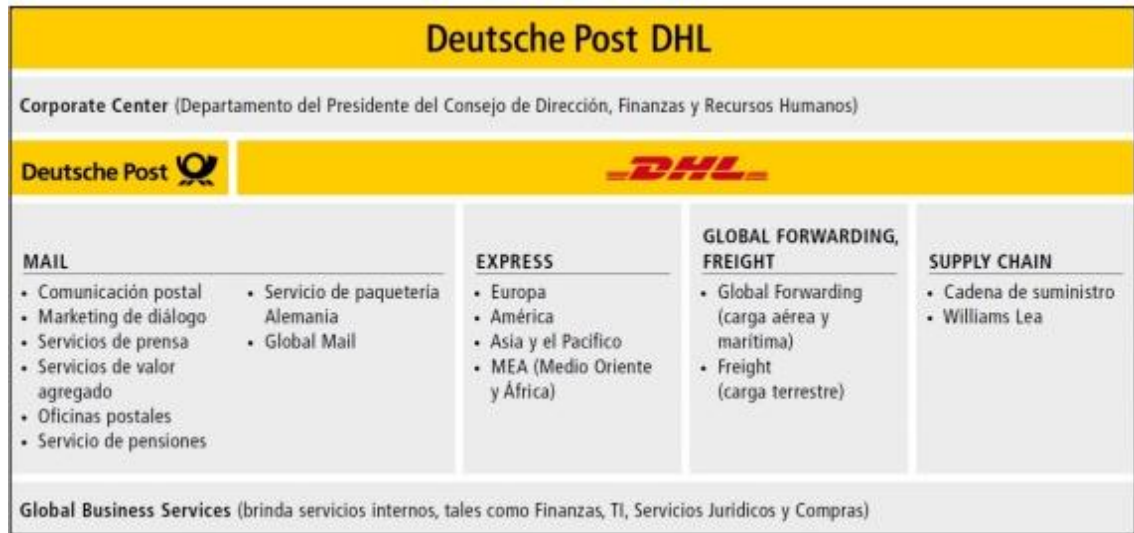 Deutsche Post DHL
Corporate Center (Departamento del Presidente del Consejo de Dirección, Finanzas y Recursos Humanos)
Deutsche Post
DHL
MAIL
• Comunicación postal
• Marketing de diálogo
• Servicios de prensa
• Servicios de valor
agregado
• Oficinas postales
• Servicio de pensiones
• Servicio de paquetería
Alemania
• Global Mail
EXPRESS
• Europa
• América
• Asia y el Pacífico
• MEA (Medio Oriente
y África)
GLOBAL FORWARDING,
FREIGHT
• Global Forwarding
(carga aérea y
marítima)
• Freight
(carga terrestre)
SUPPLY CHAIN
• Cadena de suministro
• Williams Lea
Global Business Services (brinda servicios internos, tales como Finanzas, TI, Servicios Jurídicos y Compras)